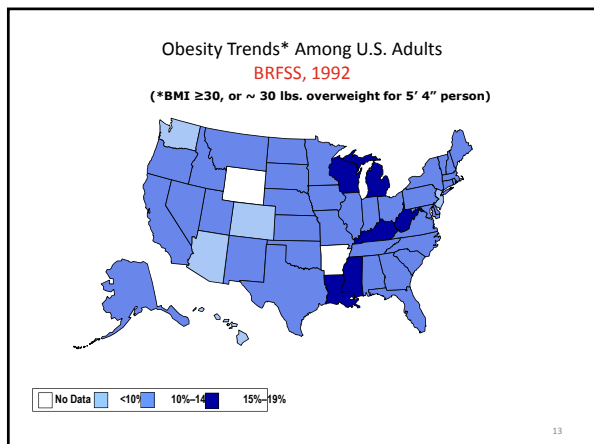 Obesity Trends* Among U.S. Adults
BRFSS, 1992
(*BMI ≥30, or ~ 30 lbs. overweight for 5’ 4” person)
No Data <10% 10%–14 15%–19%
13